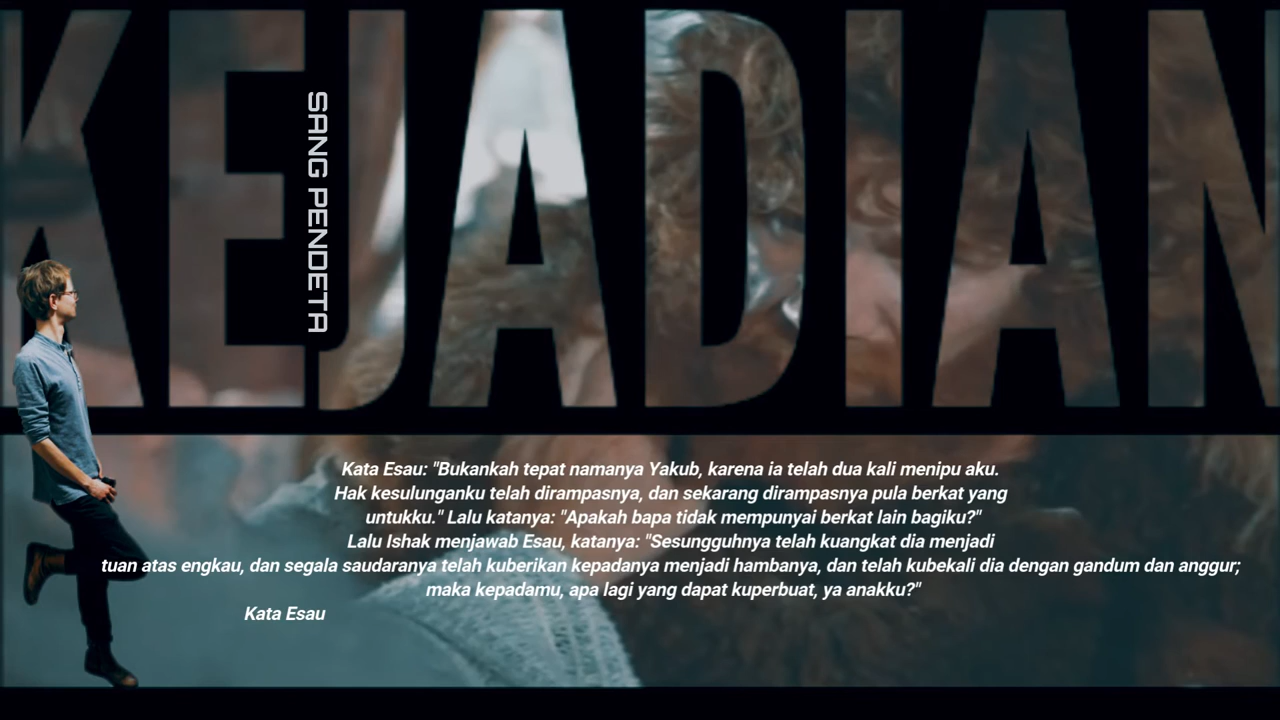 KEJADIAN
SANG PENDETA
Kata Esau: "Bukankah tepat namanya Yakub, karena ia telah dua kali menipu aku.
Hak kesulunganku telah dirampasnya, dan sekarang dirampasnya pula berkat yang
untukku." Lalu katanya: "Apakah bapa tidak mempunyai berkat lain bagiku?"
Lalu Ishak menjawab Esau, katanya: "Sesungguhnya telah kuangkat dia menjadi
tuan atas engkau, dan segala saudaranya telah kuberikan kepadanya menjadi hambanya, dan telah kubekali dia dengan gandum dan anggur;
maka kepadamu, apa lagi yang dapat kuperbuat, ya anakku?"
Kata Esau